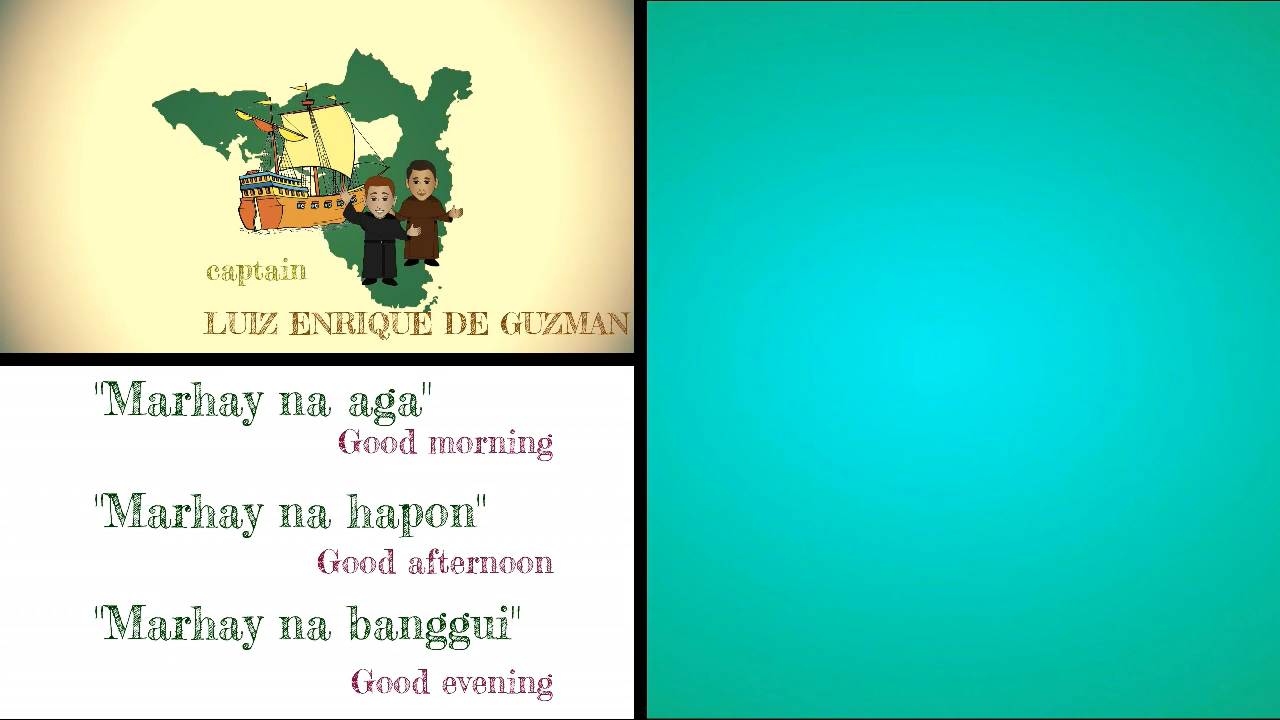 captain
LUIZ ENRIQUE DE GUZMAN
"Marhay na aga"
Good morning
"Marhay na hapon"
Good afternoon
"Marhay na banggui"
Good evening